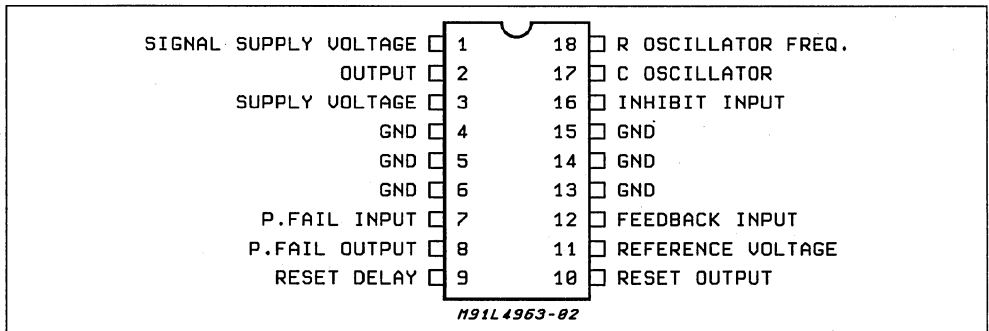 SIGNAL SUPPLY VOLTAGE 1 18 R OSCILLATOR FREQ.
OUTPUT 2 17 C OSCILLATOR
SUPPLY VOLTAGE 3 16 INHIBIT INPUT
GND 4 15 GND
GND 5 14 GND
GND 6 13 GND
P.FAIL INPUT 7 12 FEEDBACK INPUT
P.FAIL OUTPUT 8 11 REFERENCE VOLTAGE
RESET DELAY 9 10 RESET OUTPUT
M91L4963-02